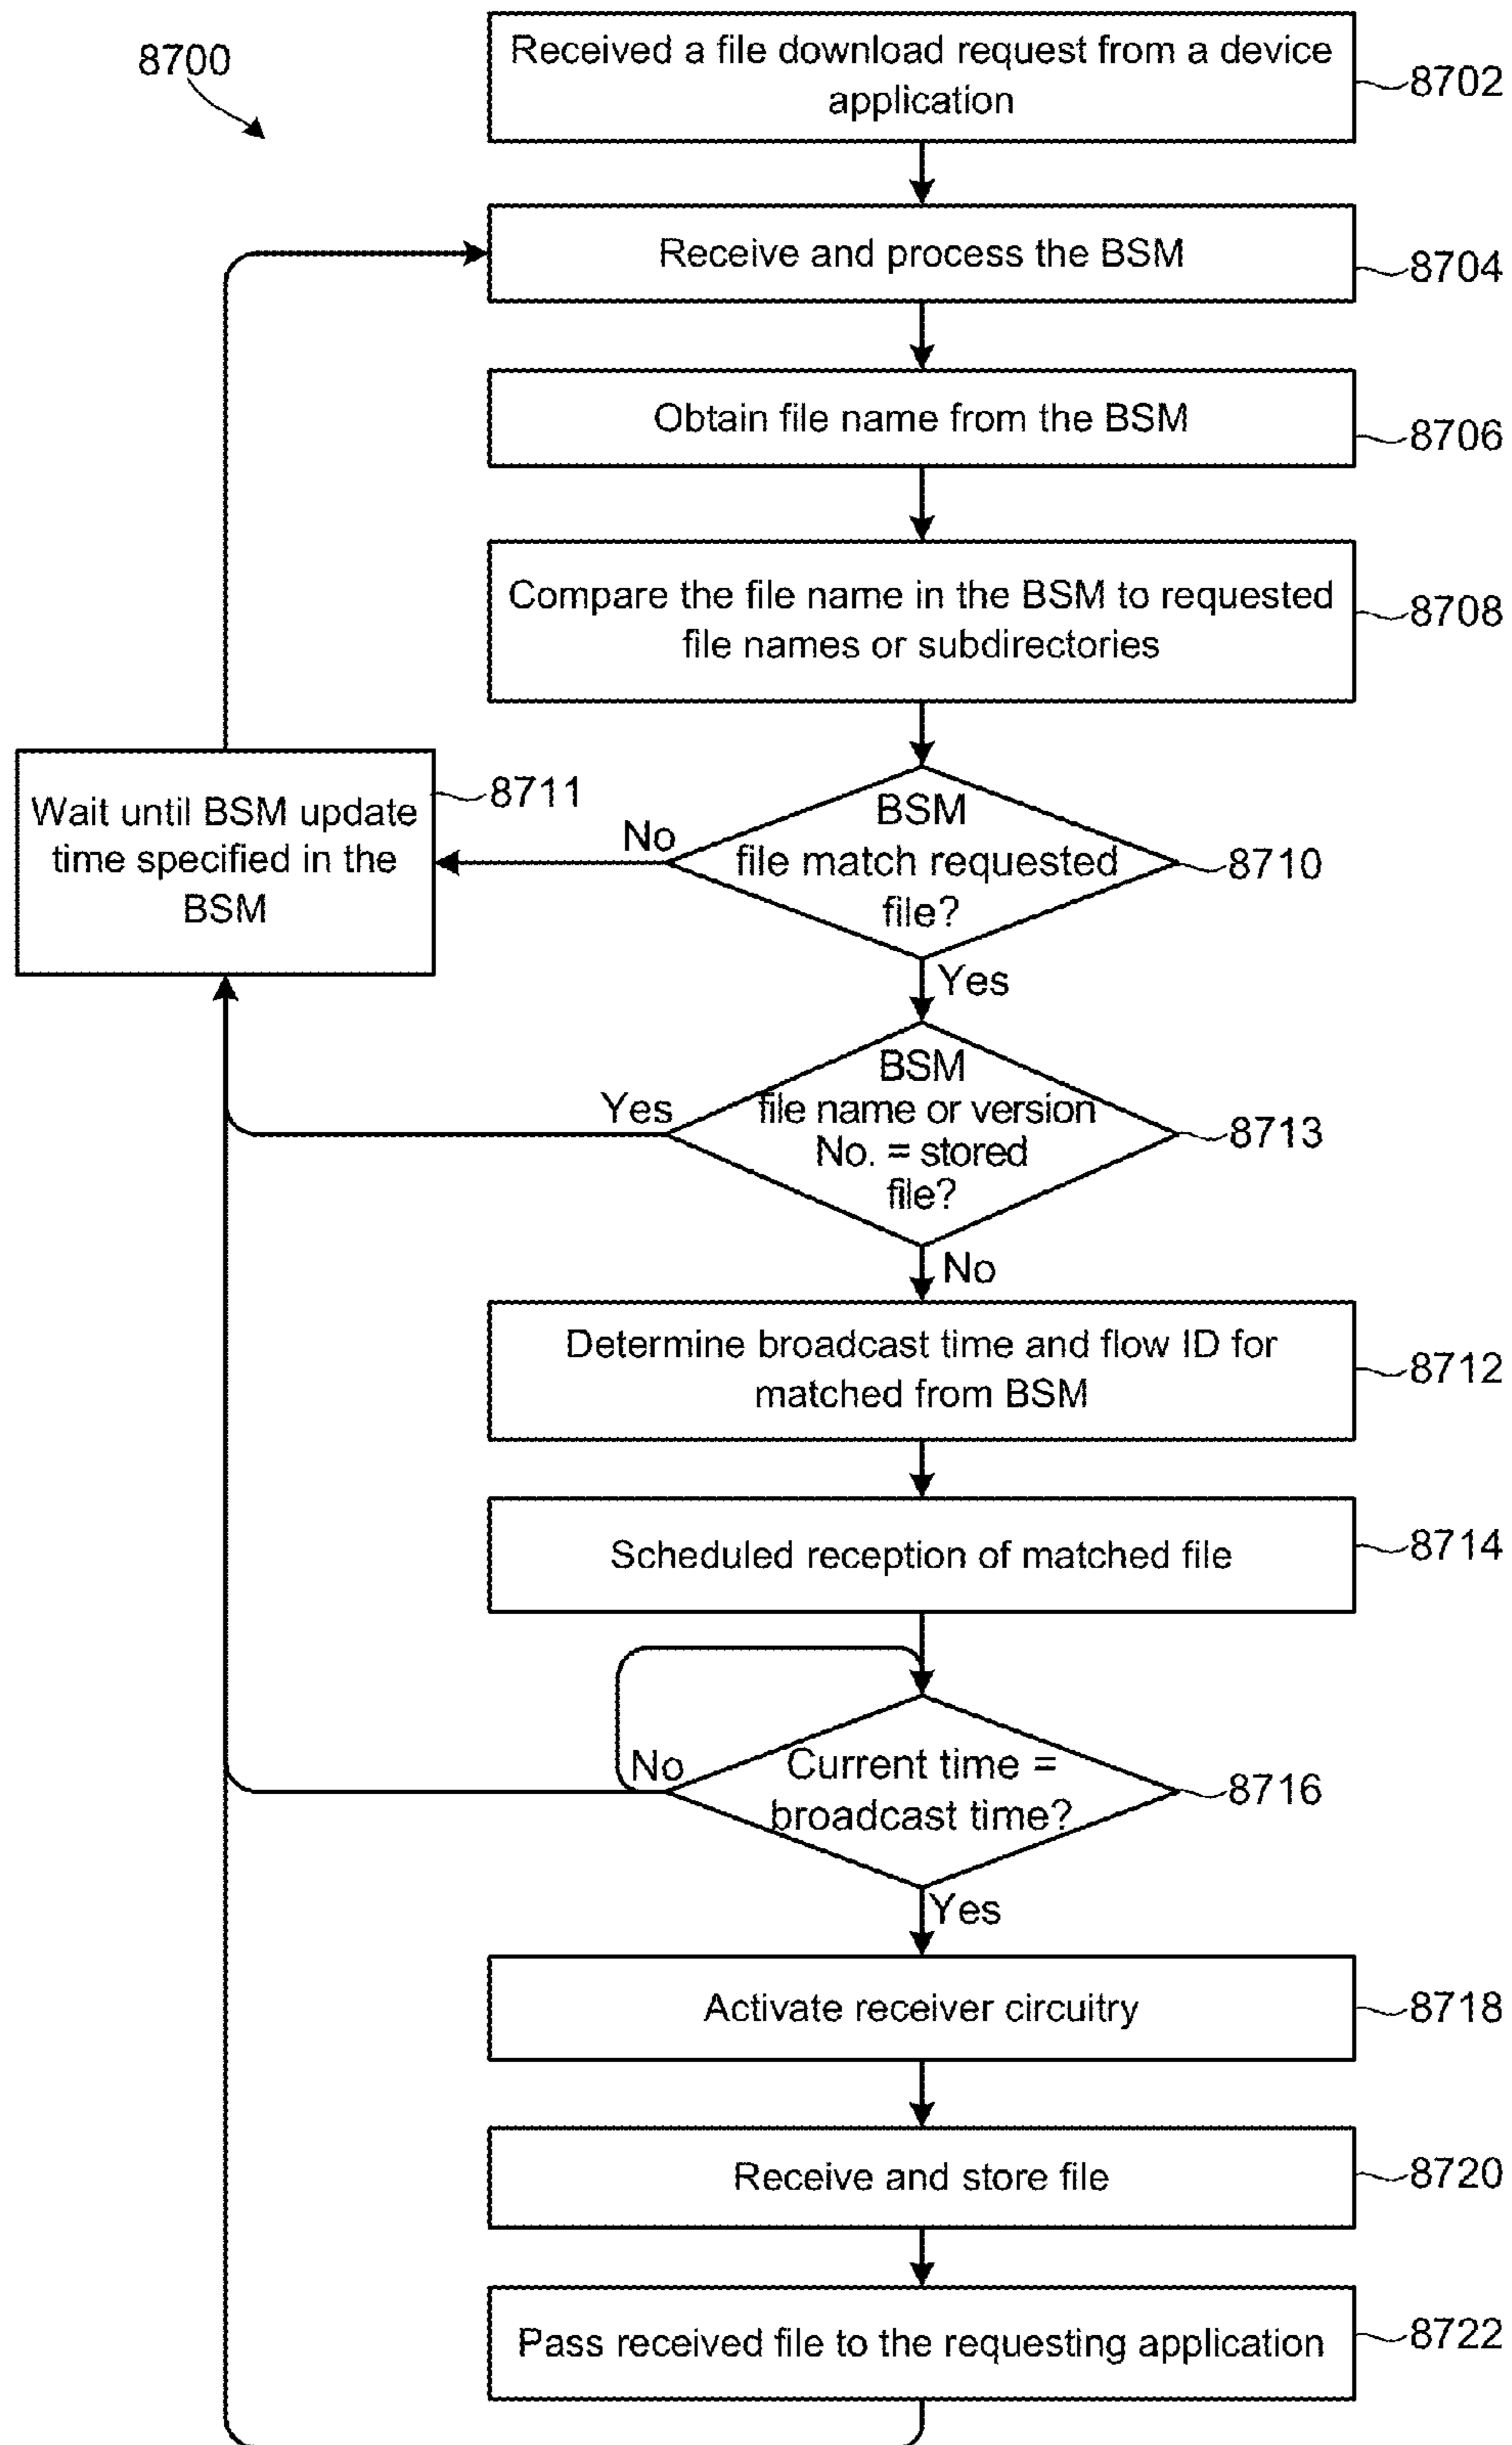 8700
Received a file download request from a device
application
8702
Receive and process the BSM
8704
Obtain file name from the BSM
8706
Compare the file name in the BSM to requested
file names or subdirectories
8708
Wait until BSM update
time specified in the
BSM
8711
No
BSM
file match requested
file?
8710
Yes
Yes
BSM
file name or version
No. = stored
file?
8713
No
Determine broadcast time and flow ID for
matched from BSM
8712
Scheduled reception of matched file
8714
No
Current time =
broadcast time?
8716
Yes
Activate receiver circuitry
8718
Receive and store file
8720
Pass received file to the requesting application
8722